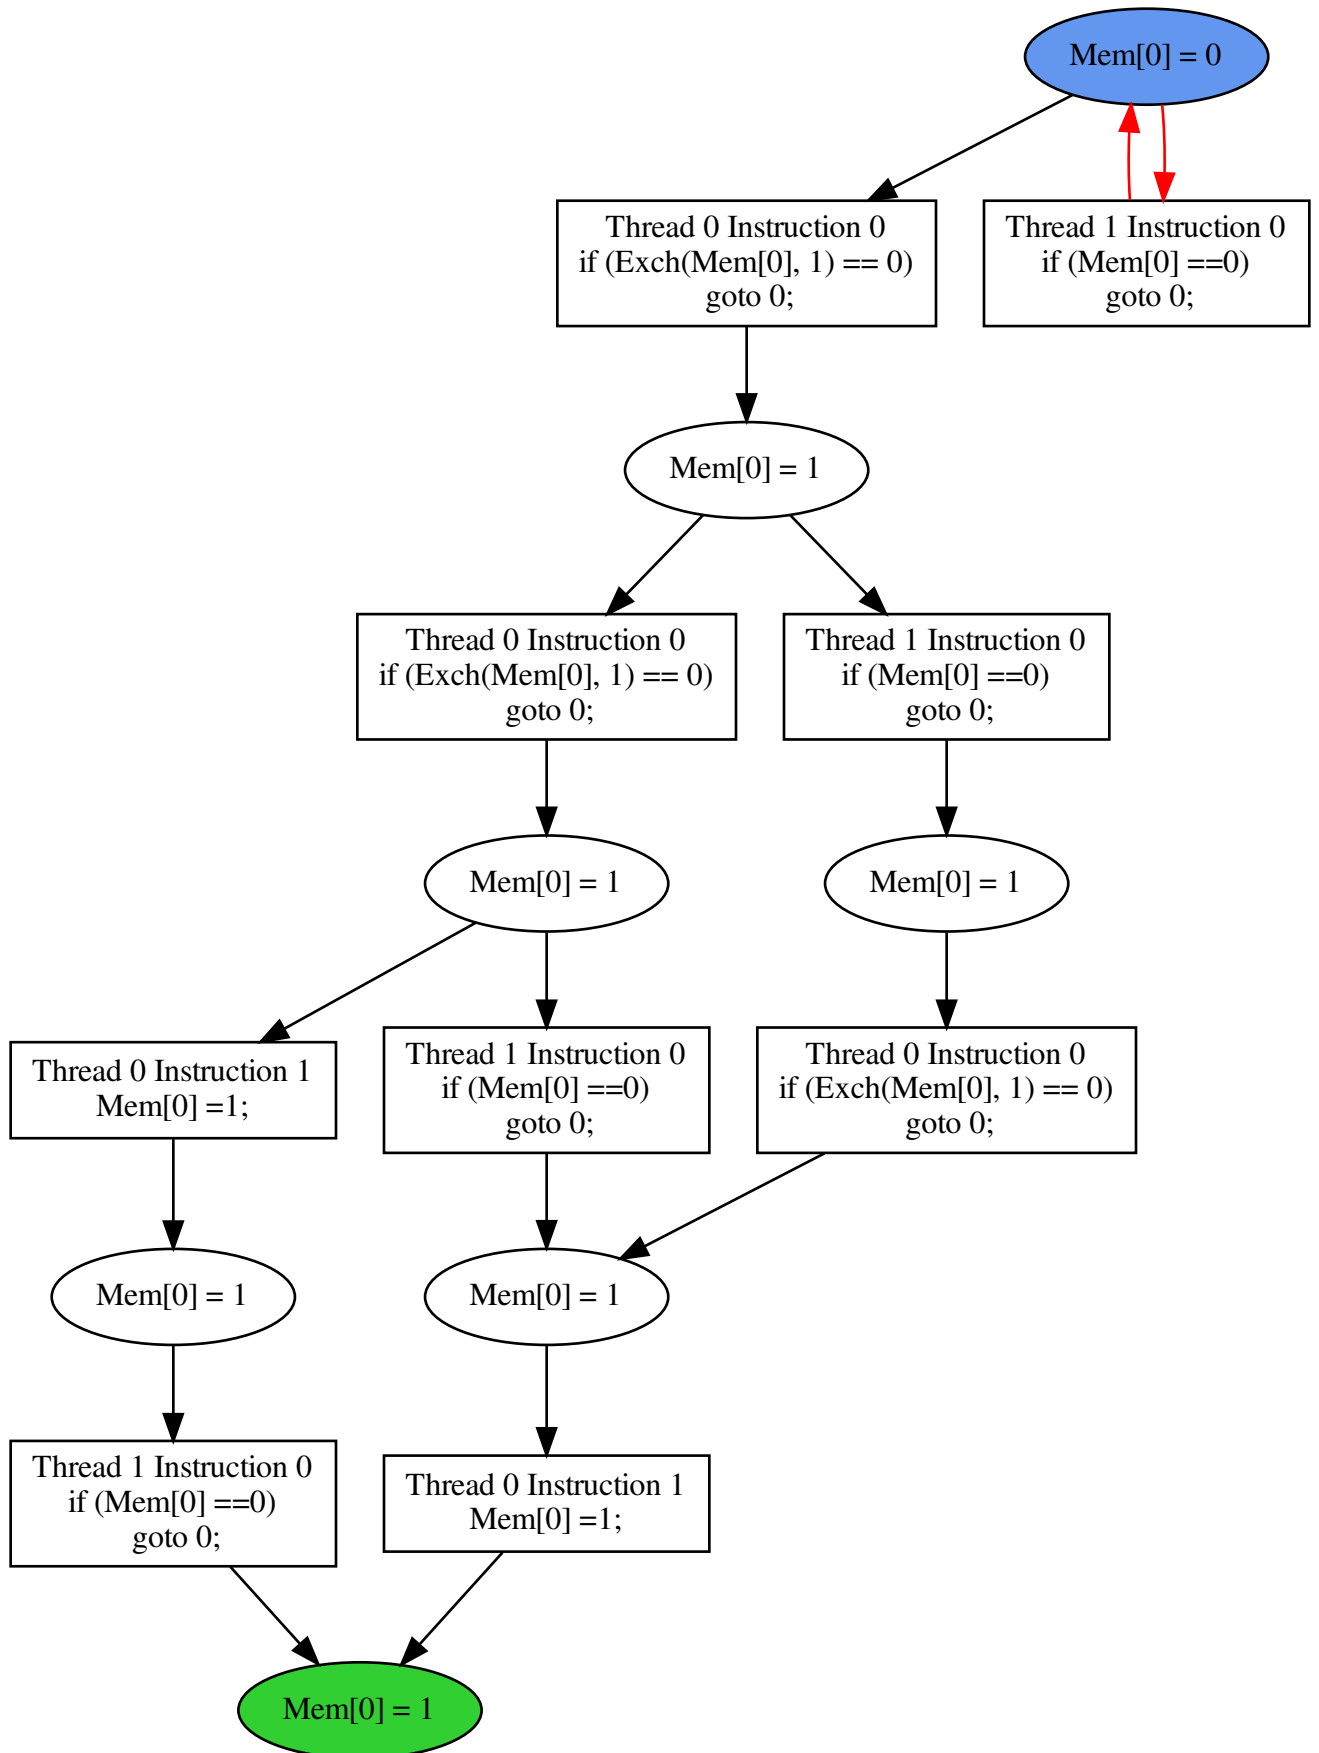 Mem[0] = 0
Thread 0 Instruction 0
if (Exch(Mem[0], 1) == 0)
goto 0;
Thread 1 Instruction 0
if (Mem[0] ==0)
goto 0;
Mem[0] = 1
Thread 0 Instruction 0
if (Exch(Mem[0], 1) == 0)
goto 0;
Thread 1 Instruction 0
if (Mem[0] ==0)
goto 0;
Mem[0] = 1
Mem[0] = 1
Thread 0 Instruction 1
Mem[0] =1;
Thread 1 Instruction 0
if (Mem[0] ==0)
goto 0;
Thread 0 Instruction 0
if (Exch(Mem[0], 1) == 0)
goto 0;
Mem[0] = 1
Mem[0] = 1
Thread 1 Instruction 0
if (Mem[0] ==0)
goto 0;
Thread 0 Instruction 1
Mem[0] =1;
Mem[0] = 1